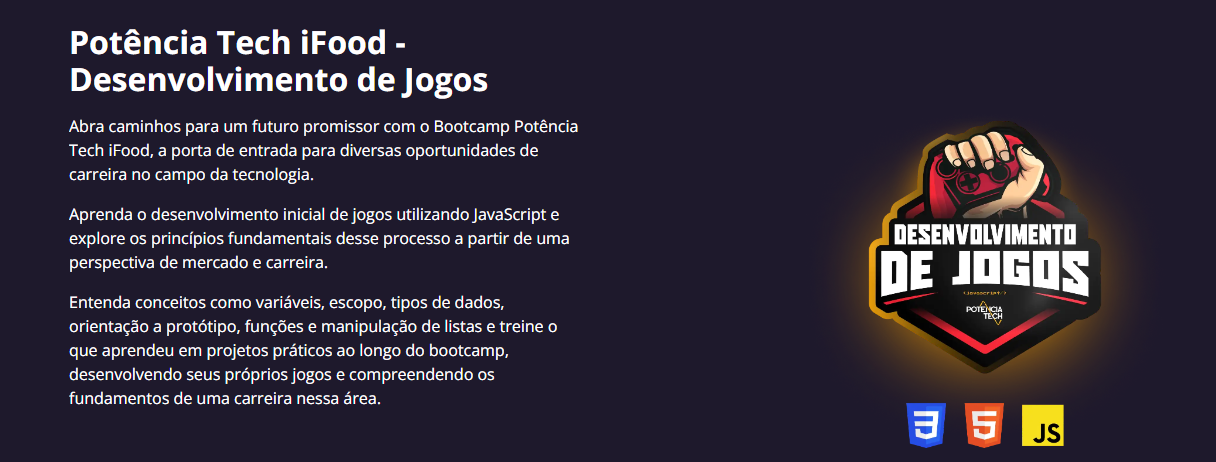 Potência Tech iFood -
Desenvolvimento de Jogos
Abra caminhos para um futuro promissor com o Bootcamp Potência
Tech iFood, a porta de entrada para diversas oportunidades de
carreira no campo da tecnologia.
Aprenda o desenvolvimento inicial de jogos utilizando JavaScript e
explore os princípios fundamentais desse processo a partir de uma
perspectiva de mercado e carreira.
Entenda conceitos como variáveis, escopo, tipos de dados,
orientação a protótipo, funções e manipulação de listas e treine o
que aprendeu em projetos práticos ao longo do bootcamp,
desenvolvendo seus próprios jogos e compreendendo os
fundamentos de uma carreira nessa área.
DESENVOLVIMENTO
DE JOGOS
<javascript/>
POTÊNCIA
TECH
3
5
JS